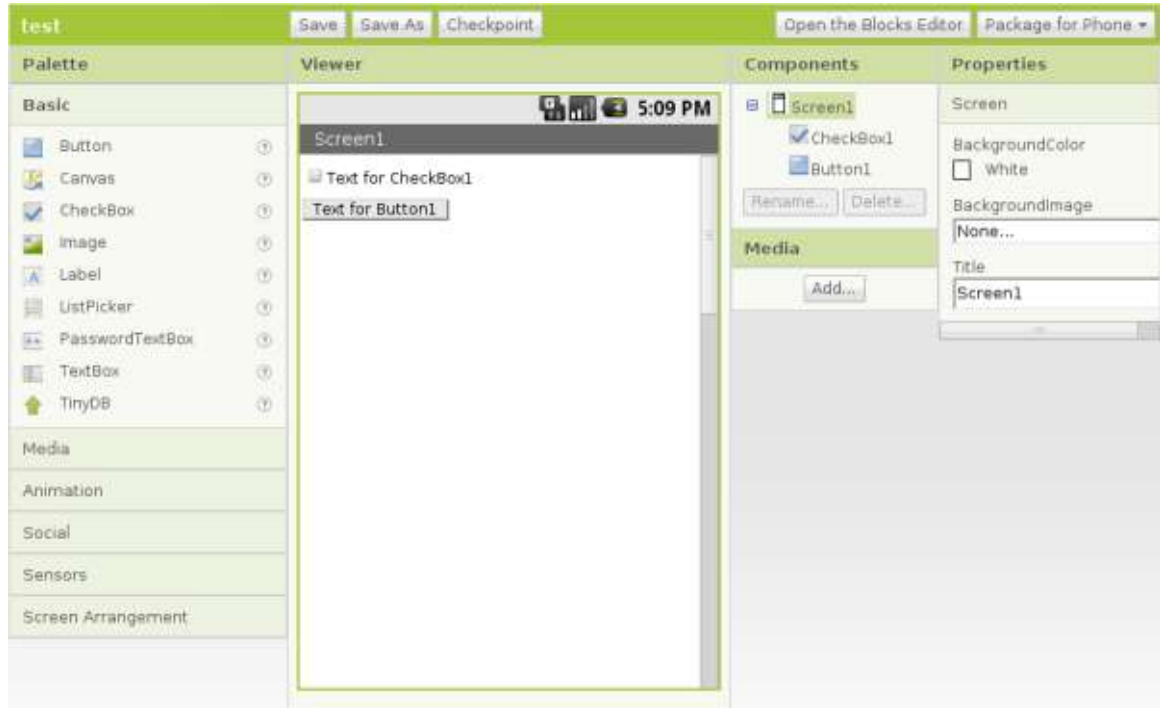 test
Save
Save As
Checkpoint
Open the Blocks Editor
Package for Phone
Palette
Basic
Button
Canvas
CheckBox
Image
Label
ListPicker
PasswordTextBox
TextBox
TinyDB
Media
Animation
Social
Sensors
Screen Arrangement
Viewer
5:09 PM
Screen1
Text for CheckBox1
Text for Button1
Components
Screen1
CheckBox1
Button1
Rename...
Delete...
Media
Add...
Properties
Screen
BackgroundColor
White
BackgroundImage
None...
Title
Screen1